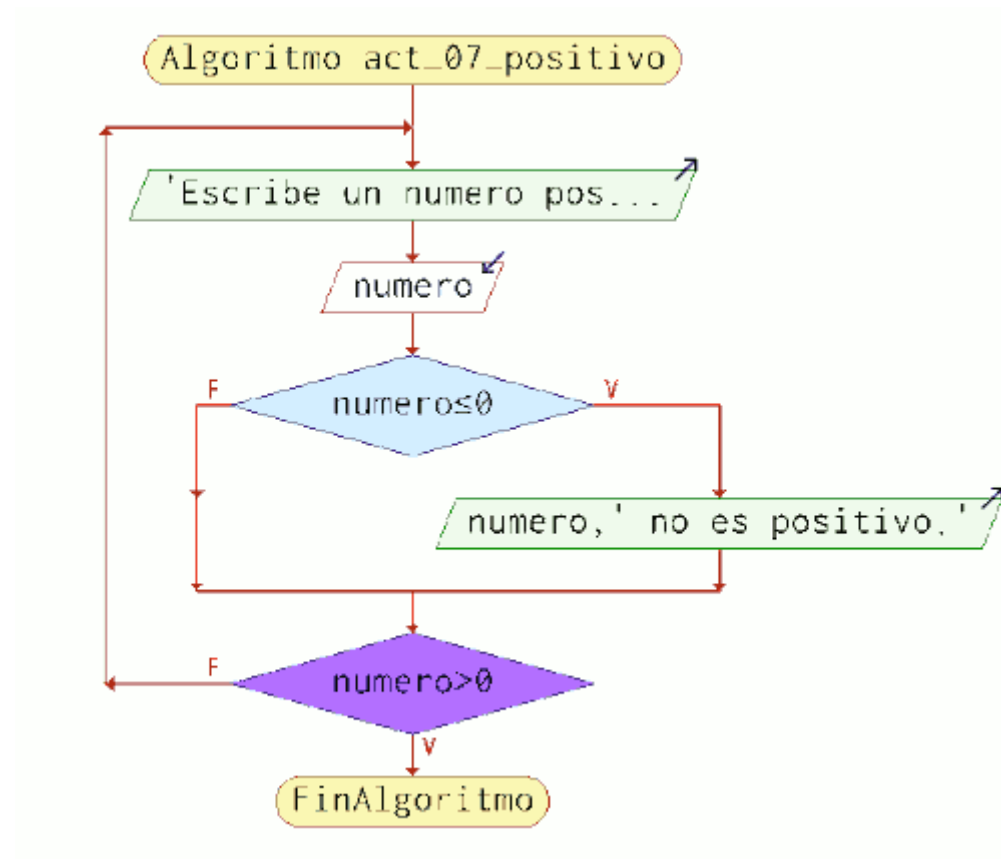 Algoritmo act_07_positivo
'Escribe un numero pos...
numero
numero≤0
F
V
numero,' no es positivo.'
numero>0
F
V
FinAlgoritmo